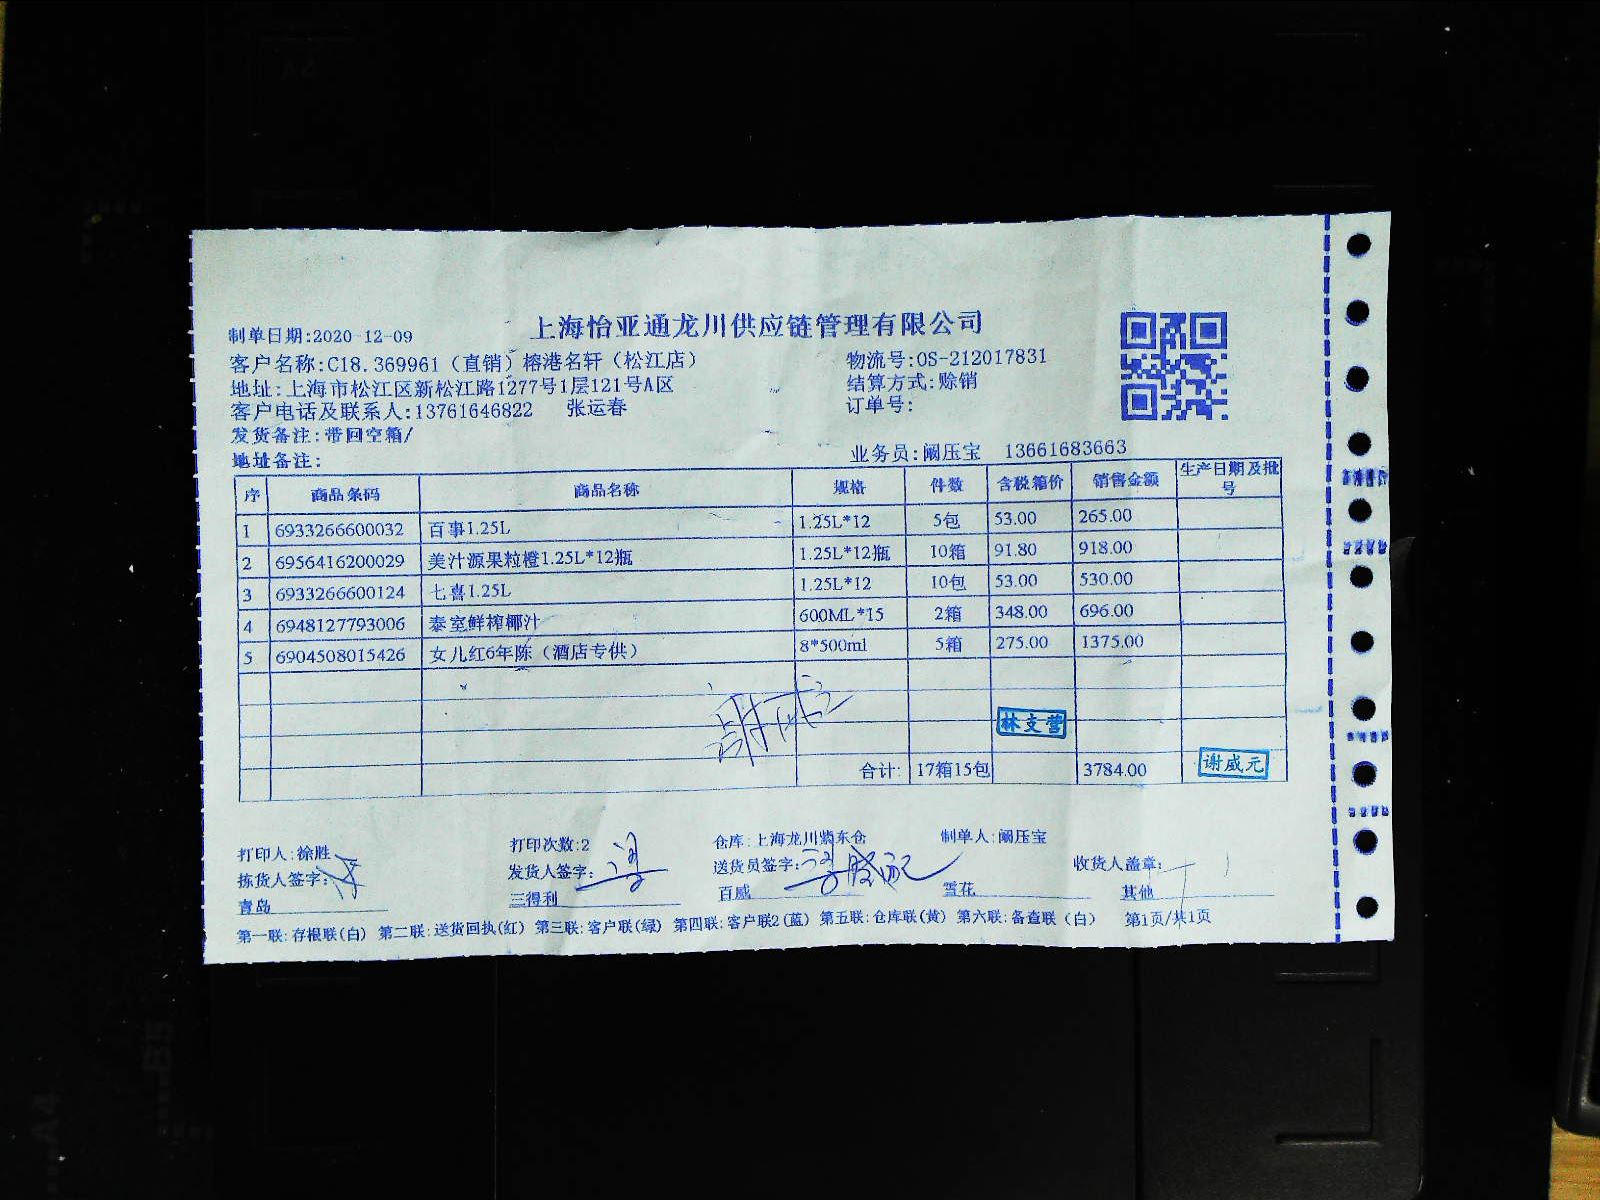 上海怡亚通龙川供应链管理有限公司
制单日期:2020-12-09
客户名称:C18.369961（直销）榕港名轩（松江店） 物流号:OS-212017831
地址:上海市松江区新松江路1277号1层121号A区 结算方式:赊销
客户电话及联系人:13761646822 张运春 订单号:
发货备注:带回空箱/
地址备注: 业务员:阚压宝 13661683663
序 商品条码 商品名称 规格 件数 含税箱价 销售金额 生产日期及批号
1 6933266600032 百事1.25L 1.25L*12 5包 53.00 265.00
2 6956416200029 美汁源果粒橙1.25L*12瓶 1.25L*12瓶 10箱 91.80 918.00
3 6933266600124 七喜1.25L 1.25L*12 10包 53.00 530.00
4 6948127793006 泰室鲜榨椰汁 600ML*15 2箱 348.00 696.00
5 6904508015426 女儿红6年陈（酒店专供） 8*500ml 5箱 275.00 1375.00
林支营
合计: 17箱15包 3784.00 谢威元
打印人:徐胜 打印次数:2 仓库:上海龙川紫东仓 制单人:阚压宝
拣货人签字: 发货人签字: 送货员签字: 收货人盖章:
青岛 三得利 百威 雪花 其他
第一联:存根联(白) 第二联:送货回执(红) 第三联:客户联(绿) 第四联:客户联2(蓝) 第五联:仓库联(黄) 第六联:备查联（白） 第1页/共1页